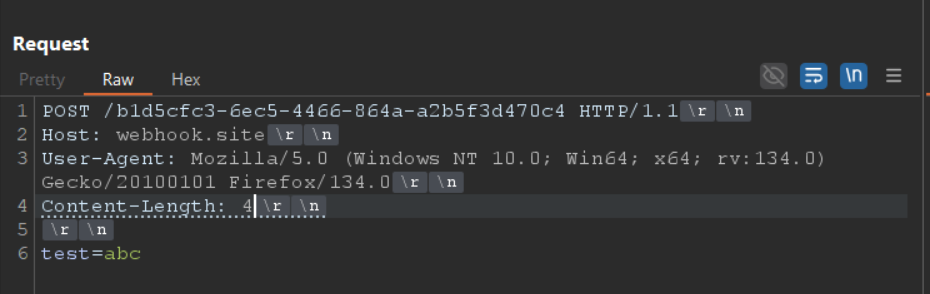 Request
Pretty Raw Hex \n
1 POST /b1d5cfc3-6ec5-4466-864a-a2b5f3d470c4 HTTP/1.1 \r \n
2 Host: webhook.site \r \n
3 User-Agent: Mozilla/5.0 (Windows NT 10.0; Win64; x64; rv:134.0)
Gecko/20100101 Firefox/134.0 \r \n
4 Content-Length: 4 \r \n
5 \r \n
6 test=abc